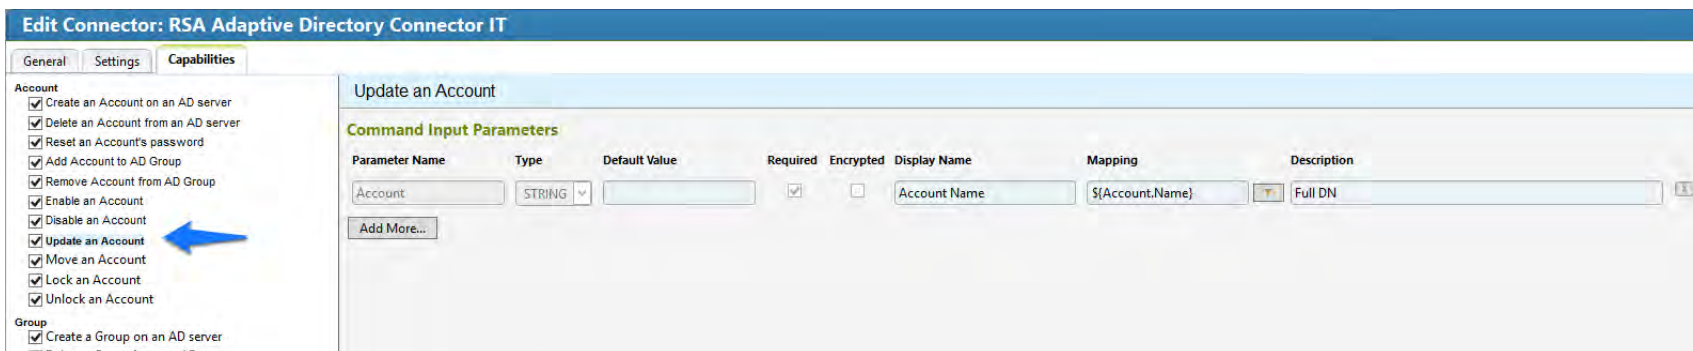 Edit Connector: RSA Adaptive Directory Connector IT
General Settings Capabilities
Account
Create an Account on an AD server
Delete an Account from an AD server
Reset an Account's password
Add Account to AD Group
Remove Account from AD Group
Enable an Account
Disable an Account
Update an Account
Move an Account
Lock an Account
Unlock an Account
Group
Create a Group on an AD server
Update an Account
Command Input Parameters
Parameter Name Type Default Value Required Encrypted Display Name Mapping Description
Account STRING Account Name ${Account.Name} Full DN
Add More...